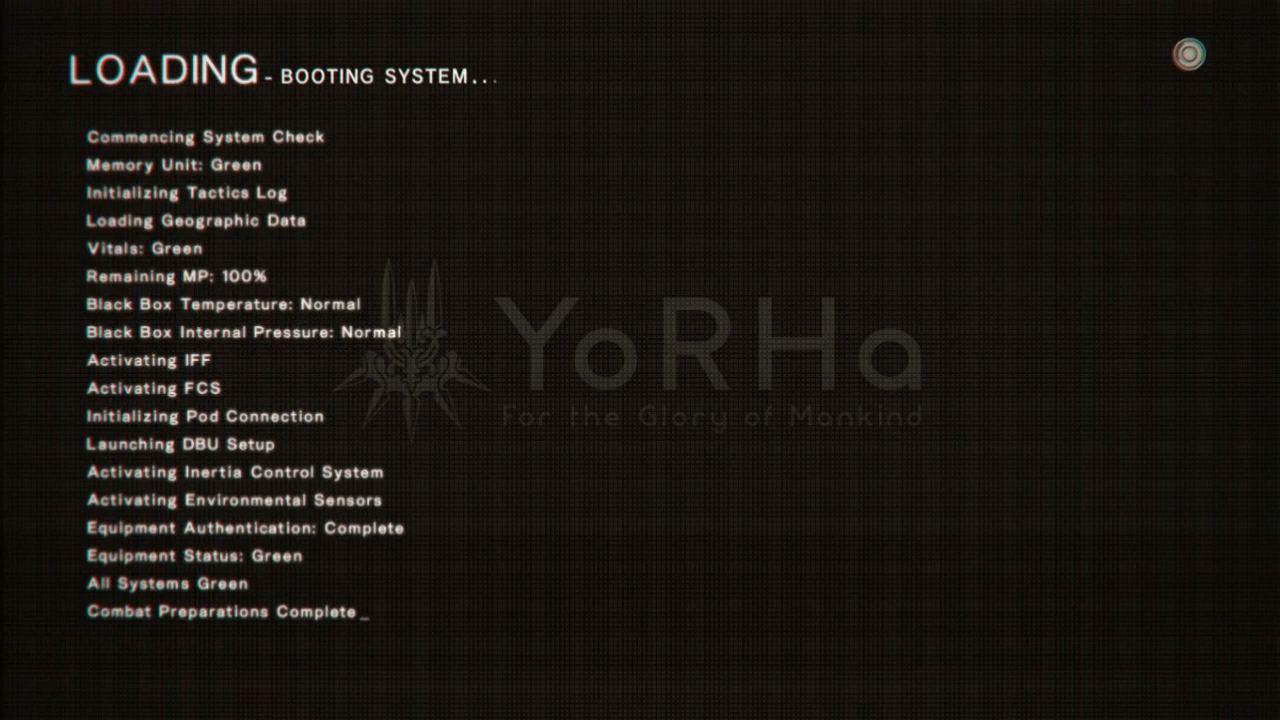 LOADING - BOOTING SYSTEM...
Commencing System Check
Memory Unit: Green
Initializing Tactics Log
Loading Geographic Data
Vitals: Green
Remaining MP: 100%
Black Box Temperature: Normal
Black Box Internal Pressure: Normal
Activating IFF
Activating FCS
Initializing Pod Connection
Launching DBU Setup
Activating Inertia Control System
Activating Environmental Sensors
Equipment Authentication: Complete
Equipment Status: Green
All Systems Green
Combat Preparations Complete_
YoRHa
For the Glory of Mankind